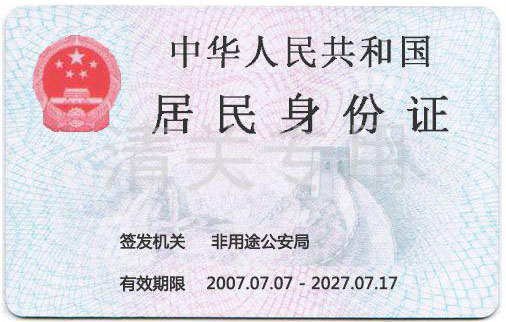 中华人民共和国
居民身份证
清关专用
签发机关 非用途公安局
有效期限 2007.07.07 - 2027.07.17